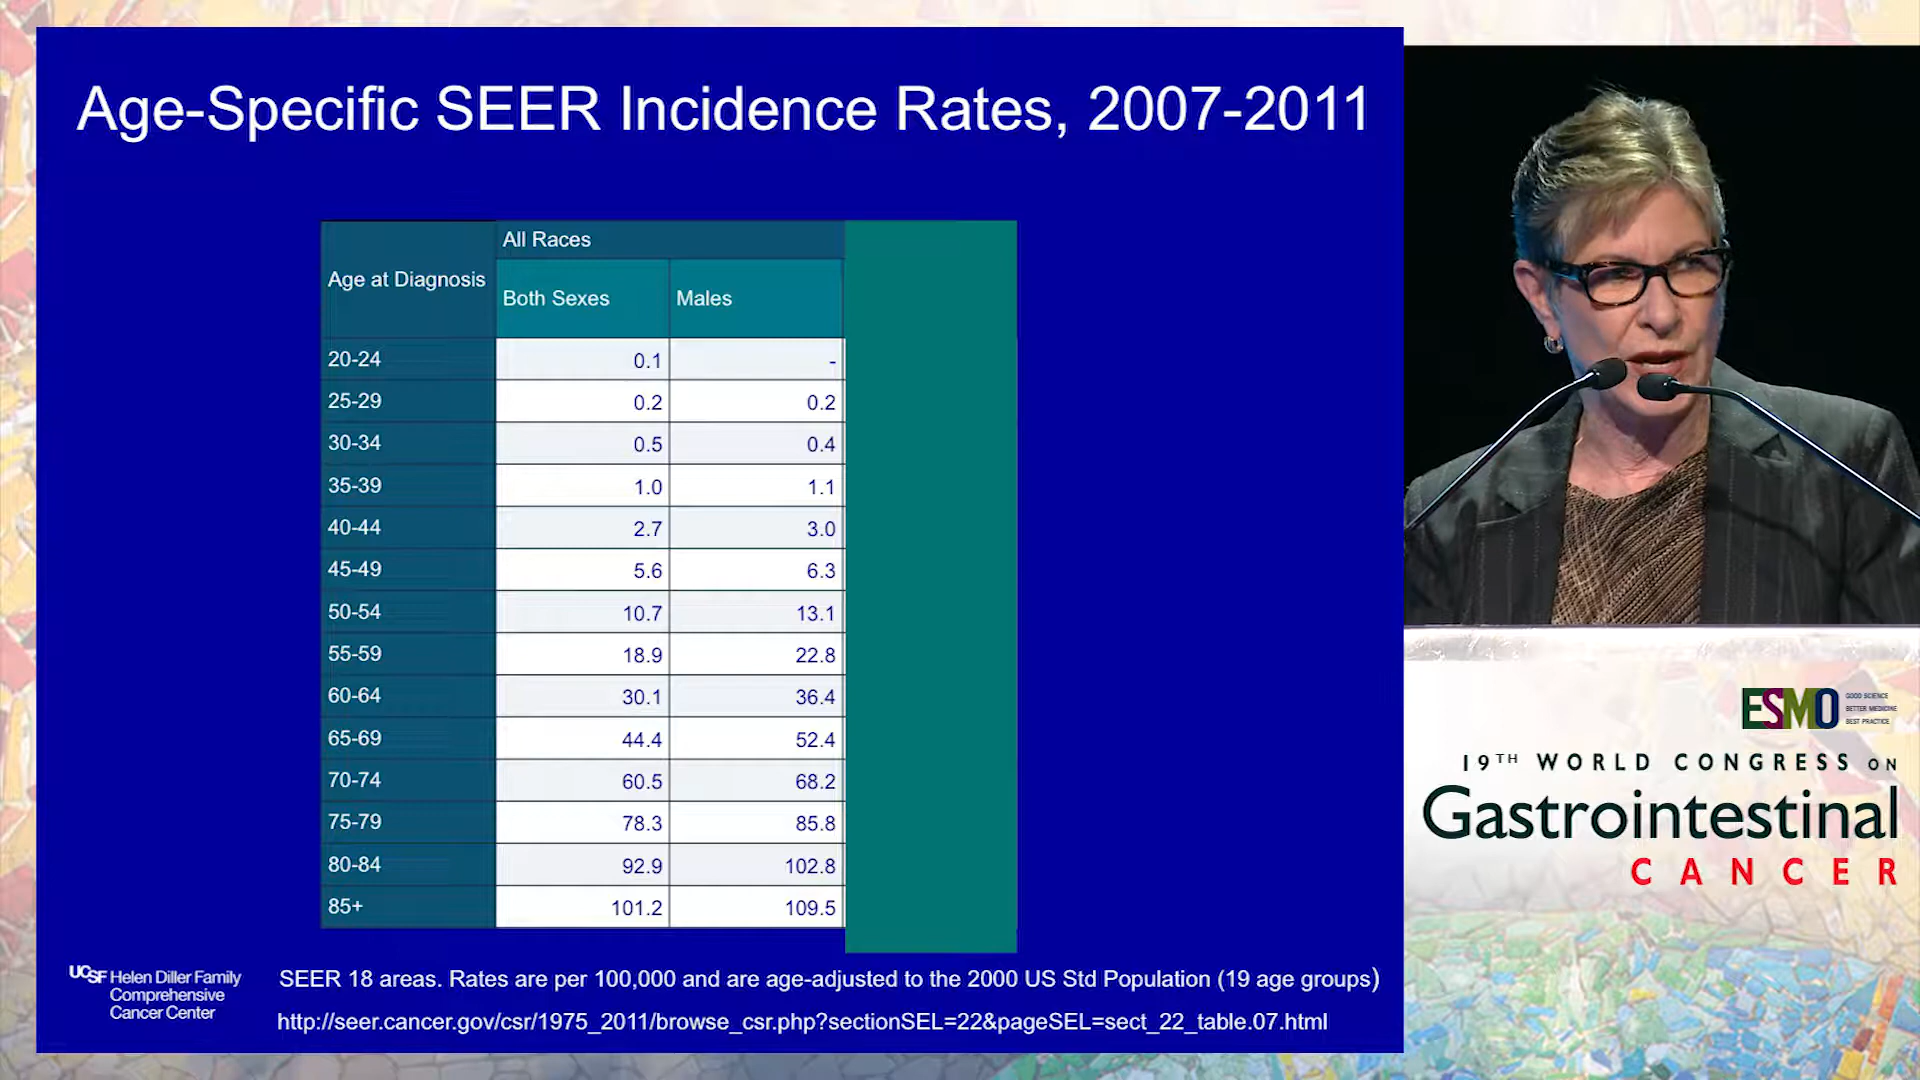 Age-Specific SEER Incidence Rates, 2007-2011
All Races
Age at Diagnosis
Both Sexes Males
20-24 0.1 -
25-29 0.2 0.2
30-34 0.5 0.4
35-39 1.0 1.1
40-44 2.7 3.0
45-49 5.6 6.3
50-54 10.7 13.1
55-59 18.9 22.8
60-64 30.1 36.4
65-69 44.4 52.4
70-74 60.5 68.2
75-79 78.3 85.8
80-84 92.9 102.8
85+ 101.2 109.5
UCSF Helen Diller Family
Comprehensive
Cancer Center
SEER 18 areas. Rates are per 100,000 and are age-adjusted to the 2000 US Std Population (19 age groups)
http://seer.cancer.gov/csr/1975_2011/browse_csr.php?sectionSEL=22&pageSEL=sect_22_table.07.html
ESMO
GOOD SCIENCE
BETTER MEDICINE
BEST PRACTICE
19TH WORLD CONGRESS ON
Gastrointestinal
CANCER